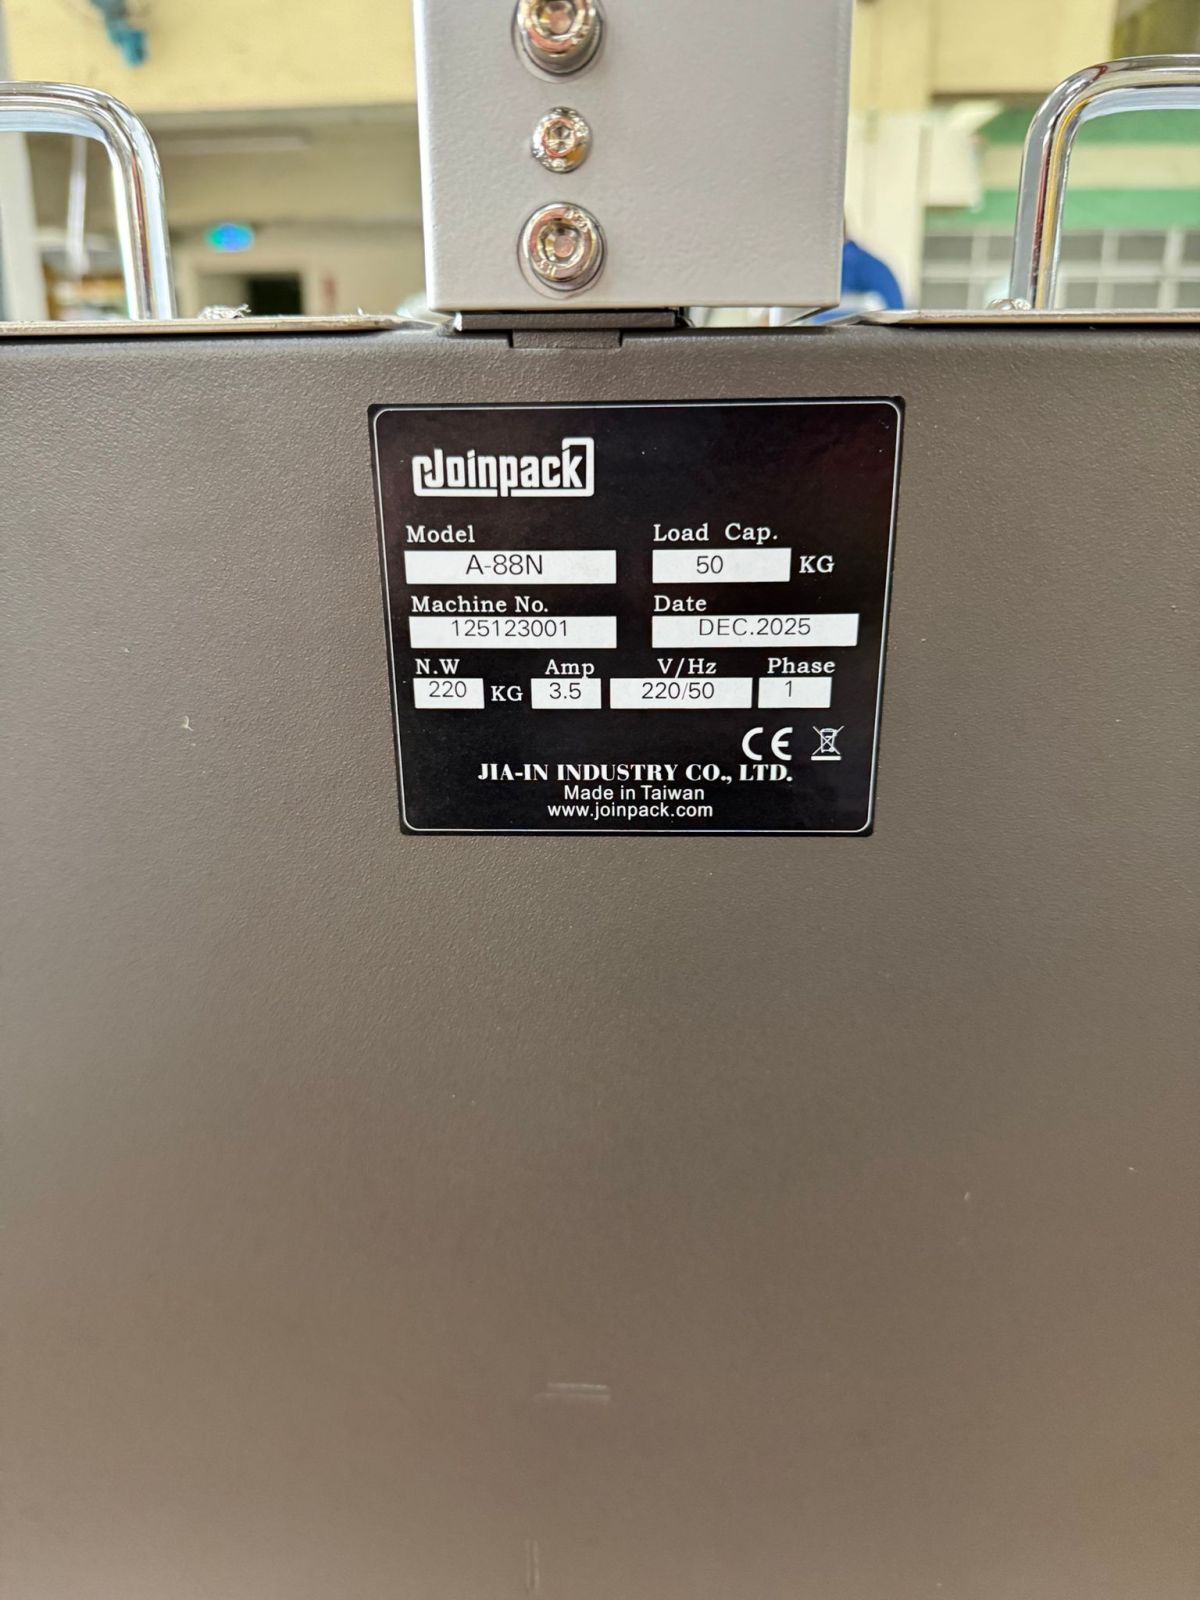 Joinpack
Model Load Cap.
A-88N 50 KG
Machine No. Date
125123001 DEC.2025
N.W Amp V/Hz Phase
220 KG 3.5 220/50 1
CE
JIA-IN INDUSTRY CO., LTD.
Made in Taiwan
www.joinpack.com